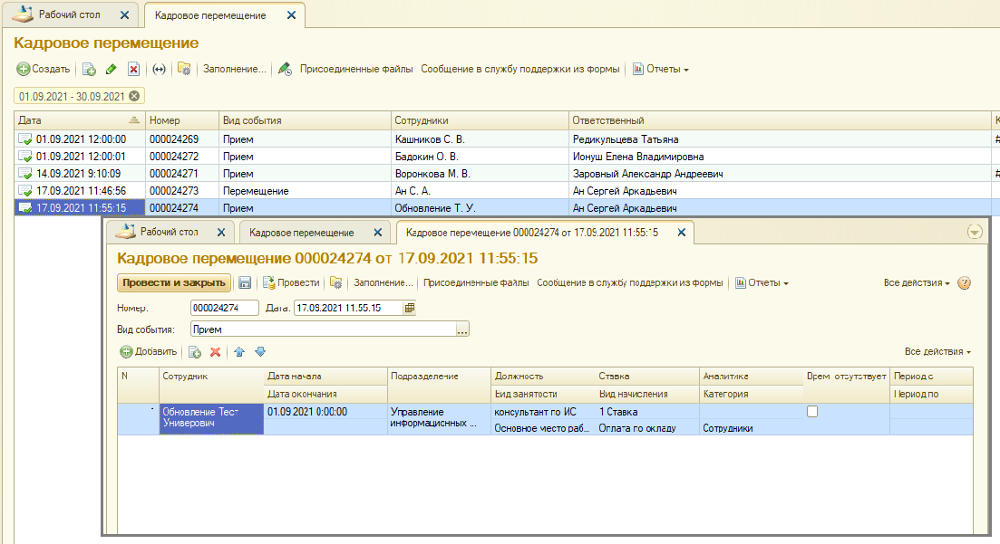 Рабочий стол Кадровое перемещение
Кадровое перемещение
Создать Заполнение... Присоединенные файлы Сообщение в службу поддержки из формы Отчеты
01.09.2021 - 30.09.2021
Дата Номер Вид события Сотрудники Ответственный К
01.09.2021 12:00:00 000024269 Прием Кашников С. В. Редикульцева Татьяна #
01.09.2021 12:00:01 000024272 Прием Бадокин О. В. Ионуш Елена Владимировна
14.09.2021 9:10:09 000024271 Прием Воронкова М. В. Заровный Александр Андреевич #
17.09.2021 11:46:56 000024273 Перемещение Ан С. А. Ан Сергей Аркадьевич
17.09.2021 11:55:15 000024274 Прием Обновление Т. У. Ан Сергей Аркадьевич
Рабочий стол Кадровое перемещение Кадровое перемещение 000024274 от 17.09.2021 11:55:15
Кадровое перемещение 000024274 от 17.09.2021 11:55:15
Провести и закрыть Провести Заполнение... Присоединенные файлы Сообщение в службу поддержки из формы Отчеты Все действия ?
Номер: 000024274 Дата: 17.09.2021 11:55:15
Вид события: Прием ...
Добавить Все действия
N Сотрудник Дата начала Подразделение Должность Ставка Аналитика Врем. отсутствует Период с
Дата окончания Вид занятости Вид начисления Категория Период по
1 Обновление Тест 01.09.2021 0:00:00 Управление консультант по ИС 1 Ставка
Универович информационных ... Основное место раб... Оплата по окладу Сотрудники